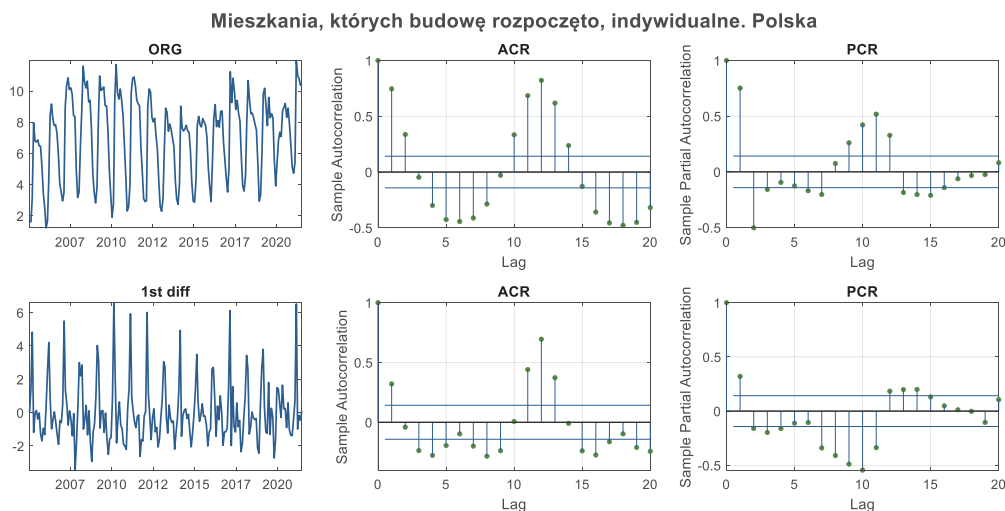 Mieszkania, których budowę rozpoczęto, indywidualne. Polska
ORG
10
8
6
4
2
2007 2010 2012 2015 2017 2020
ACR
Sample Autocorrelation
1
0.5
0
-0.5
0 5 10 15 20
Lag
PCR
Sample Partial Autocorrelation
1
0.5
0
-0.5
0 5 10 15 20
Lag
1st diff
6
4
2
0
-2
2007 2010 2012 2015 2017 2020
ACR
Sample Autocorrelation
1
0.5
0
0 5 10 15 20
Lag
PCR
Sample Partial Autocorrelation
1
0.5
0
-0.5
0 5 10 15 20
Lag